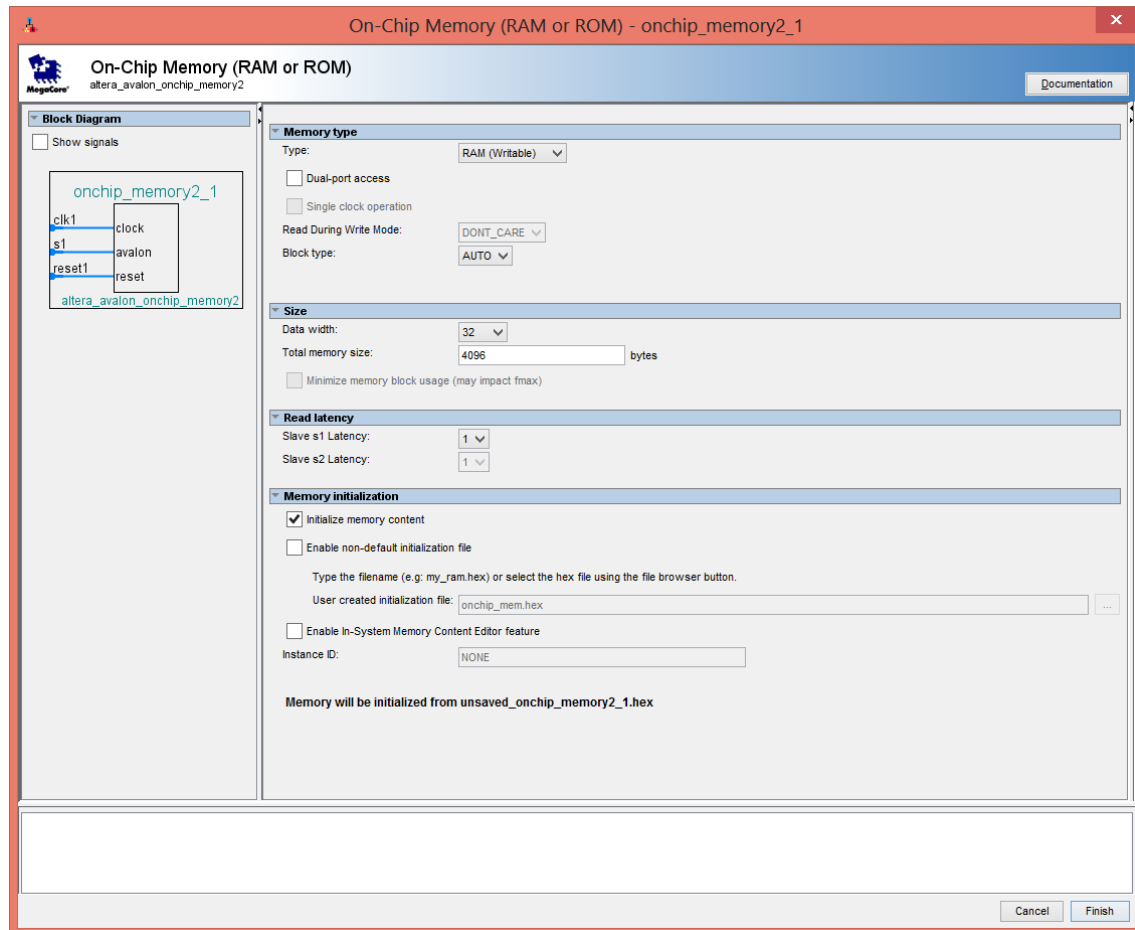 On-Chip Memory (RAM or ROM) - onchip_memory2_1
MegaCore'
On-Chip Memory (RAM or ROM)
altera_avalon_onchip_memory2
Documentation
Block Diagram
Show signals
onchip_memory2_1
clk1
clock
s1
avalon
reset1
reset
altera_avalon_onchip_memory2
Memory type
Type: RAM (Writable)
Dual-port access
Single clock operation
Read During Write Mode: DONT_CARE
Block type: AUTO
Size
Data width: 32
Total memory size: 4096 bytes
Minimize memory block usage (may impact fmax)
Read latency
Slave s1 Latency: 1
Slave s2 Latency: 1
Memory initialization
Initialize memory content
Enable non-default initialization file
Type the filename (e.g: my_ram.hex) or select the hex file using the file browser button.
User created initialization file: onchip_mem.hex ...
Enable In-System Memory Content Editor feature
Instance ID: NONE
Memory will be initialized from unsaved_onchip_memory2_1.hex
Cancel Finish